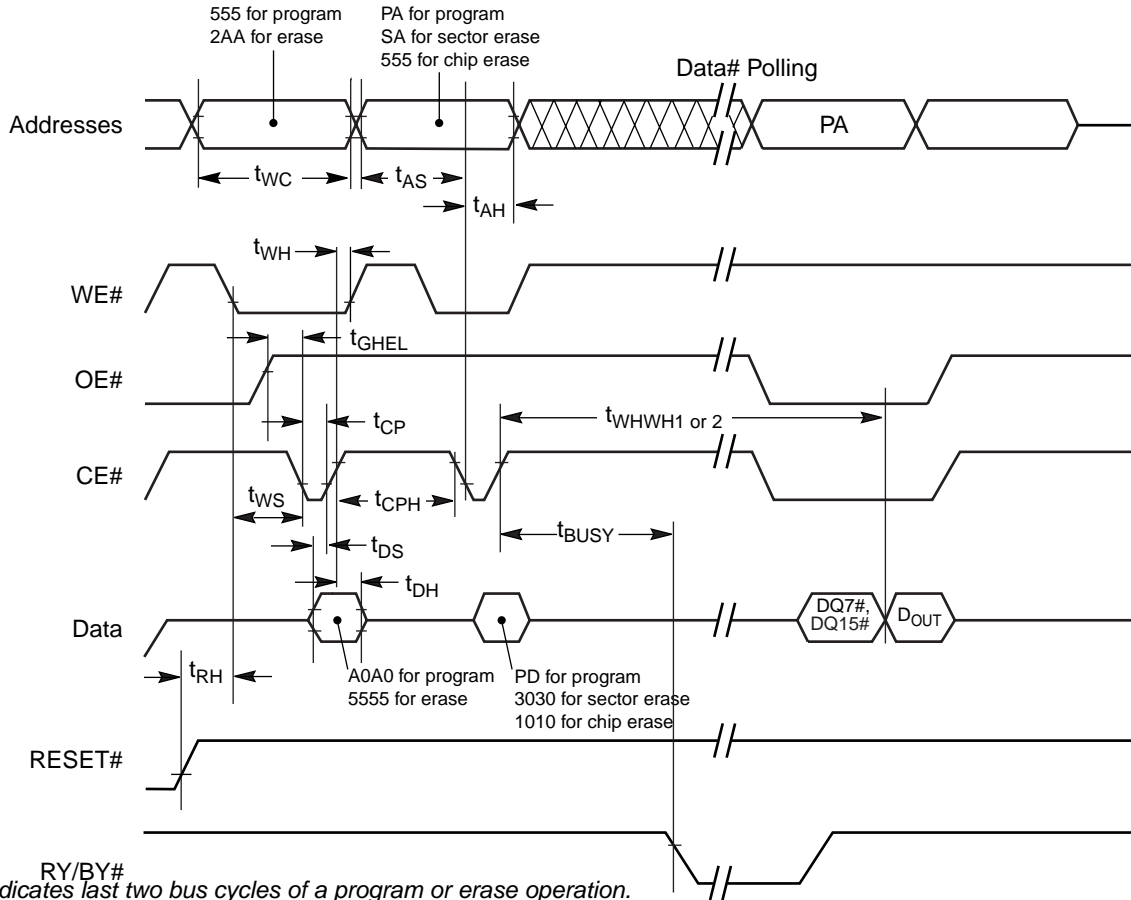 555 for program
2AA for erase
PA for program
SA for sector erase
555 for chip erase
Data# Polling
Addresses
PA
tWC
tAS
tAH
tWH
WE#
tGHEL
OE#
tCP
tWHWH1 or 2
CE#
tWS
tCPH
tBUSY
tDS
tDH
Data
DQ7#,
DQ15#
DOUT
tRH
A0A0 for program
5555 for erase
PD for program
3030 for sector erase
1010 for chip erase
RESET#
RY/BY#
dicates last two bus cycles of a program or erase operation.